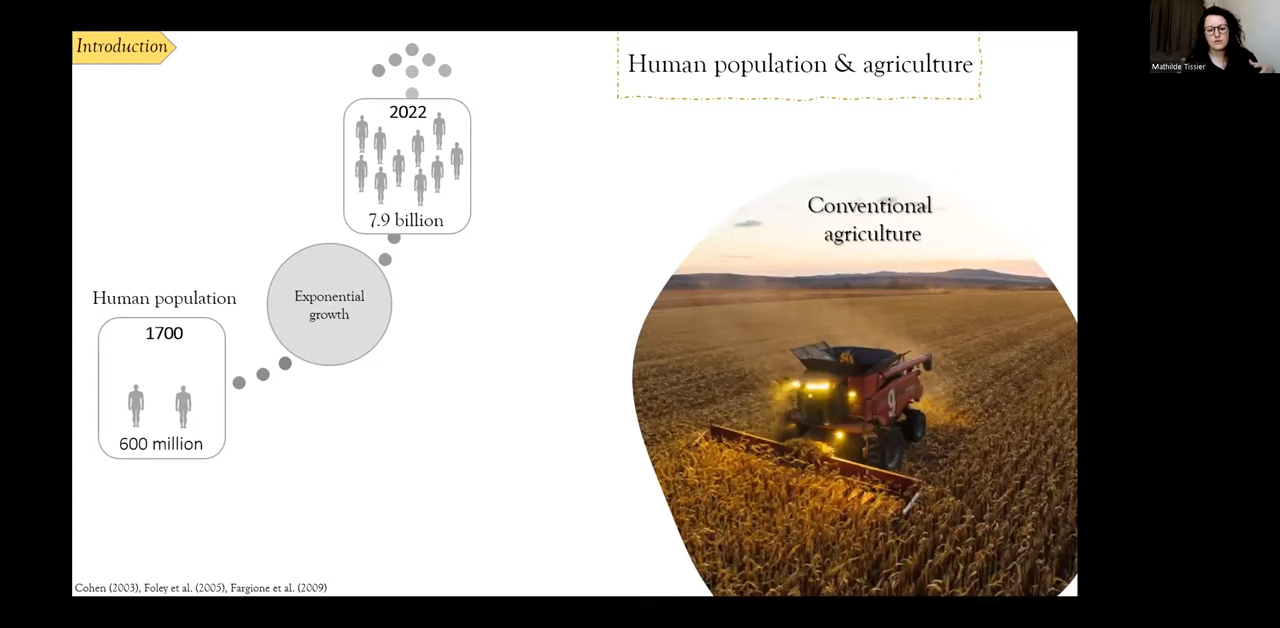 Introduction
Human population & agriculture
Mathilde Tissier
2022
7.9 billion
Conventional
agriculture
Exponential
growth
Human population
1700
600 million
9
Cohen (2003), Foley et al. (2005), Fargione et al. (2009)